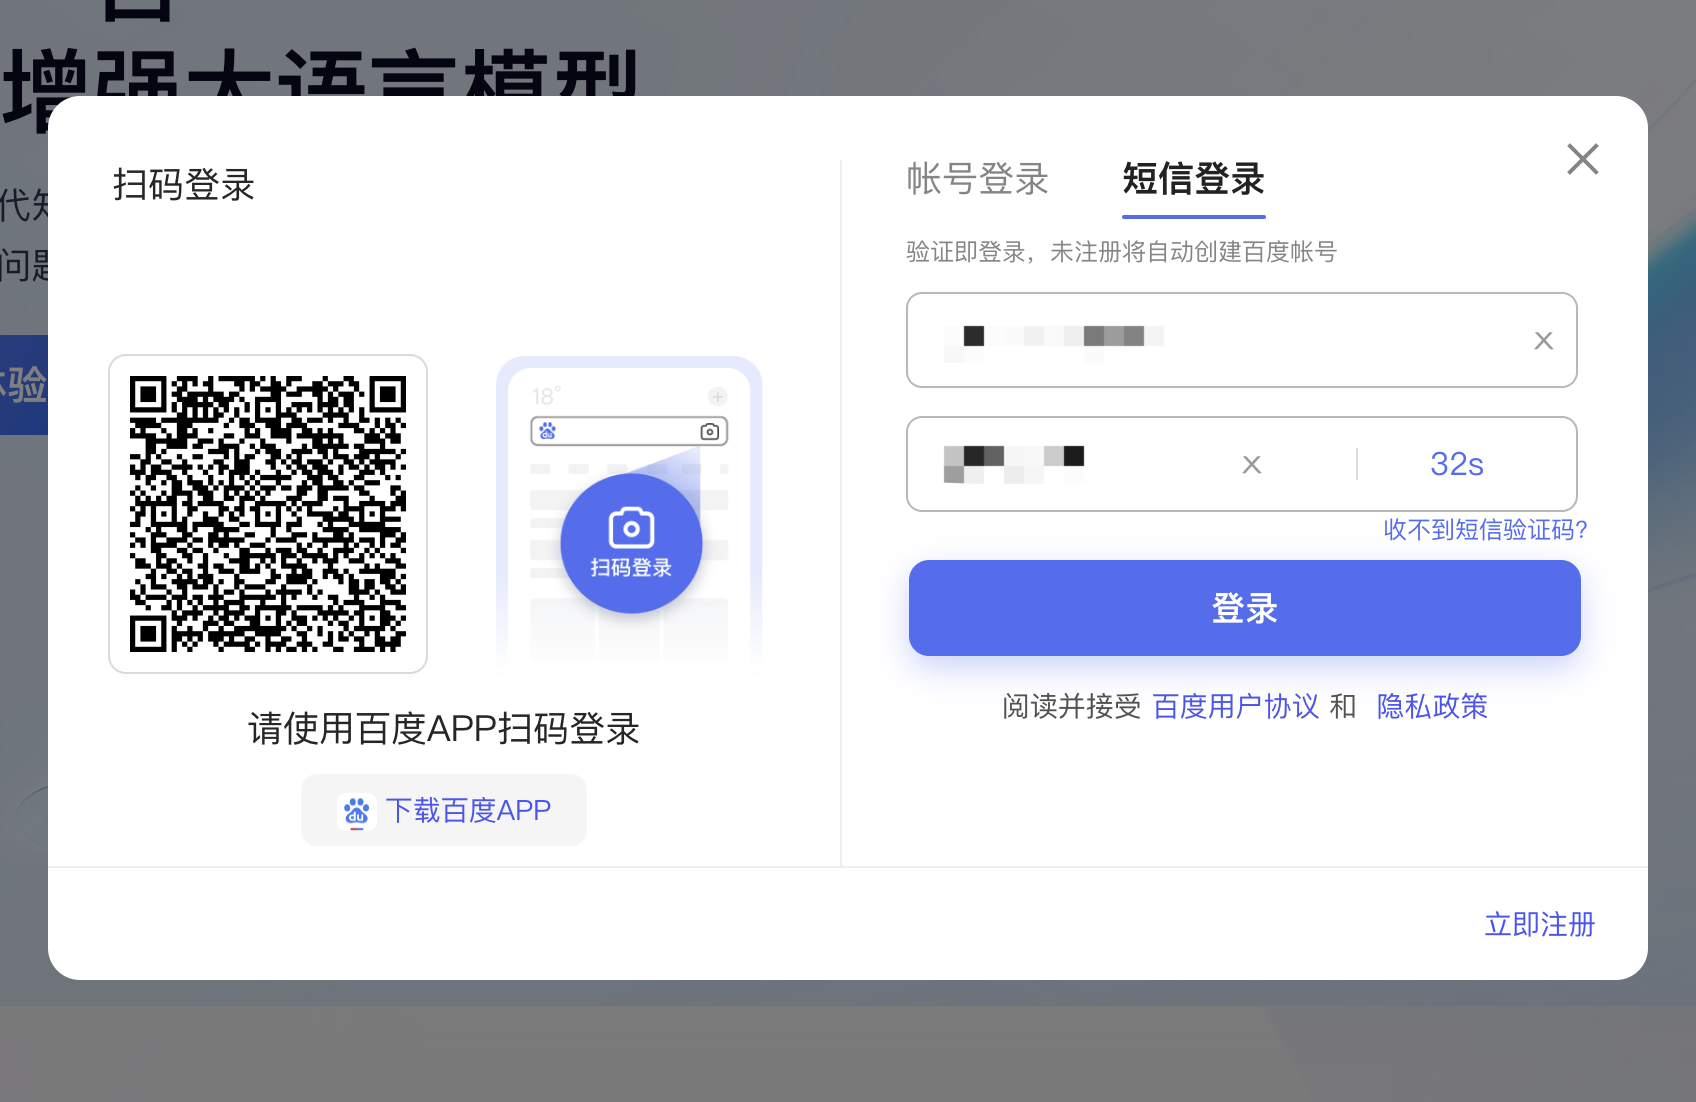 增强大语言模型
代知
问题
体验
扫码登录
18°
du
扫码登录
请使用百度APP扫码登录
du 下载百度APP
帐号登录 短信登录
验证即登录，未注册将自动创建百度帐号
32s
收不到短信验证码?
登录
阅读并接受 百度用户协议 和 隐私政策
立即注册